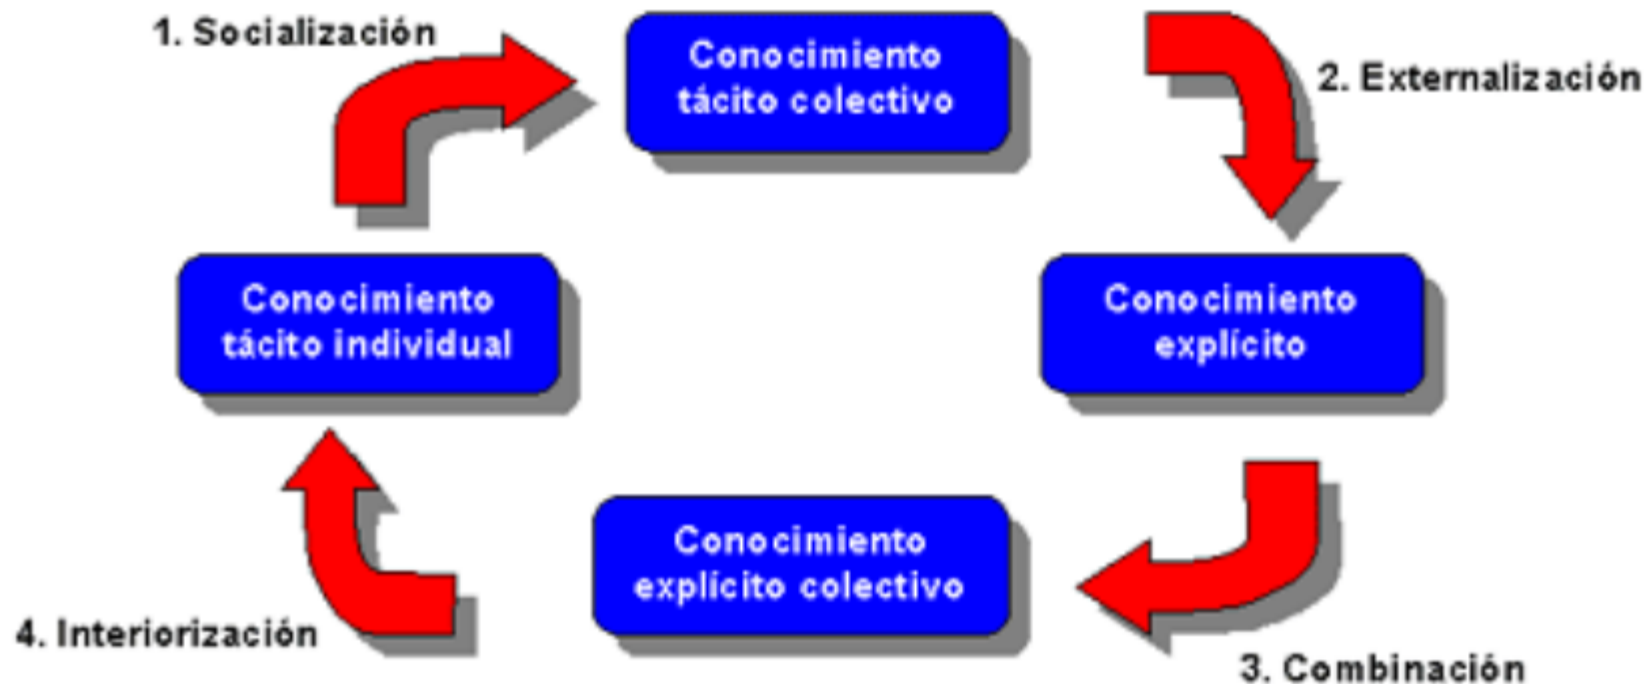 1. Socialización
Conocimiento
tácito colectivo
2. Externalización
Conocimiento
tácito individual
Conocimiento
explícito
Conocimiento
explícito colectivo
4. Interiorización
3. Combinación